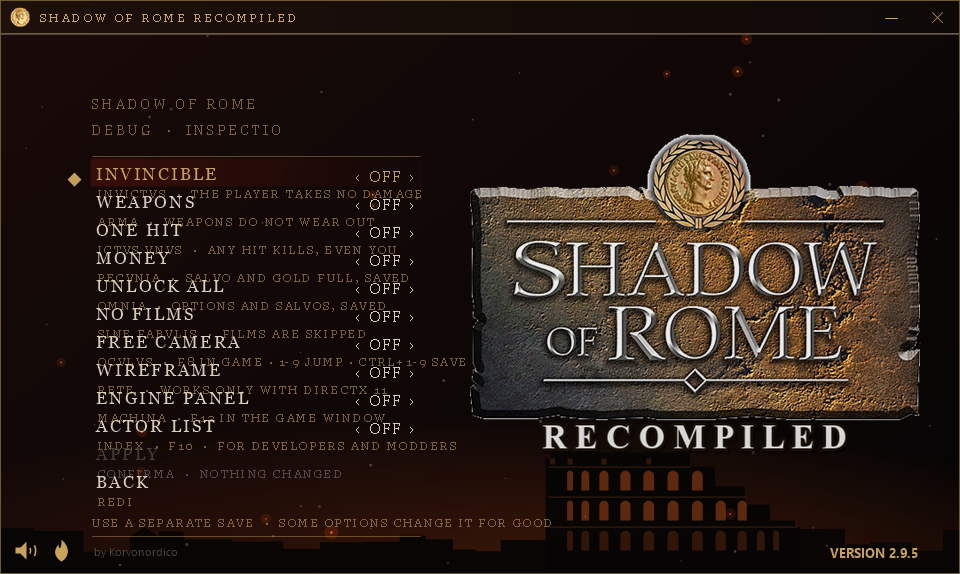 SHADOW OF ROME RECOMPILED
SHADOW OF ROME
DEBUG · INSPECTIO
INVINCIBLE ‹ OFF ›
INVICTVS · THE PLAYER TAKES NO DAMAGE
WEAPONS ‹ OFF ›
ARMA · WEAPONS DO NOT WEAR OUT
ONE HIT ‹ OFF ›
ICTVS VNVS · ANY HIT KILLS, EVEN YOU
MONEY ‹ OFF ›
PECVNIA · SALVO AND GOLD FULL, SAVED
UNLOCK ALL ‹ OFF ›
OMNIA · OPTIONS AND SALVOS, SAVED
NO FILMS ‹ OFF ›
SINE FABVLIS · FILMS ARE SKIPPED
FREE CAMERA ‹ OFF ›
OCVLVS · F8 IN GAME · 1-9 JUMP · CTRL+1-9 SAVE
WIREFRAME ‹ OFF ›
RETE · WORKS ONLY WITH DIRECTX 11
ENGINE PANEL ‹ OFF ›
MACHINA · F12 IN THE GAME WINDOW
ACTOR LIST ‹ OFF ›
INDEX · F10 · FOR DEVELOPERS AND MODDERS
APPLY
CONFIRMA · NOTHING CHANGED
BACK
REDI
USE A SEPARATE SAVE · SOME OPTIONS CHANGE IT FOR GOOD
by Korvonordico
SHADOW
OF ROME
RECOMPILED
VERSION 2.9.5